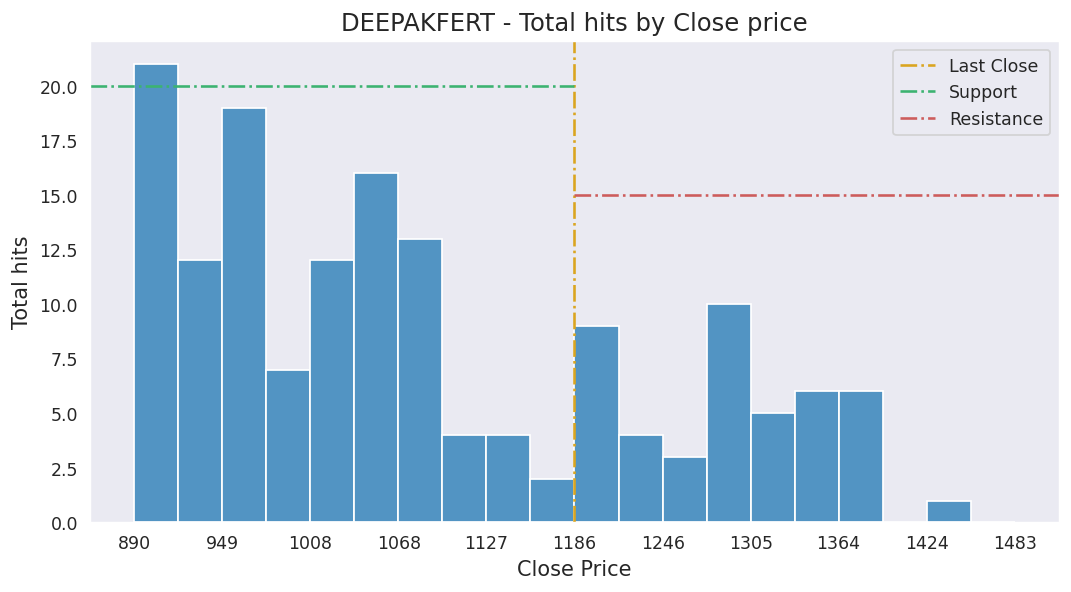 DEEPAKFERT - Total hits by Close price
Last Close
Support
Resistance
Total hits
20.0
17.5
15.0
12.5
10.0
7.5
5.0
2.5
0.0
890 949 1008 1068 1127 1186 1246 1305 1364 1424 1483
Close Price